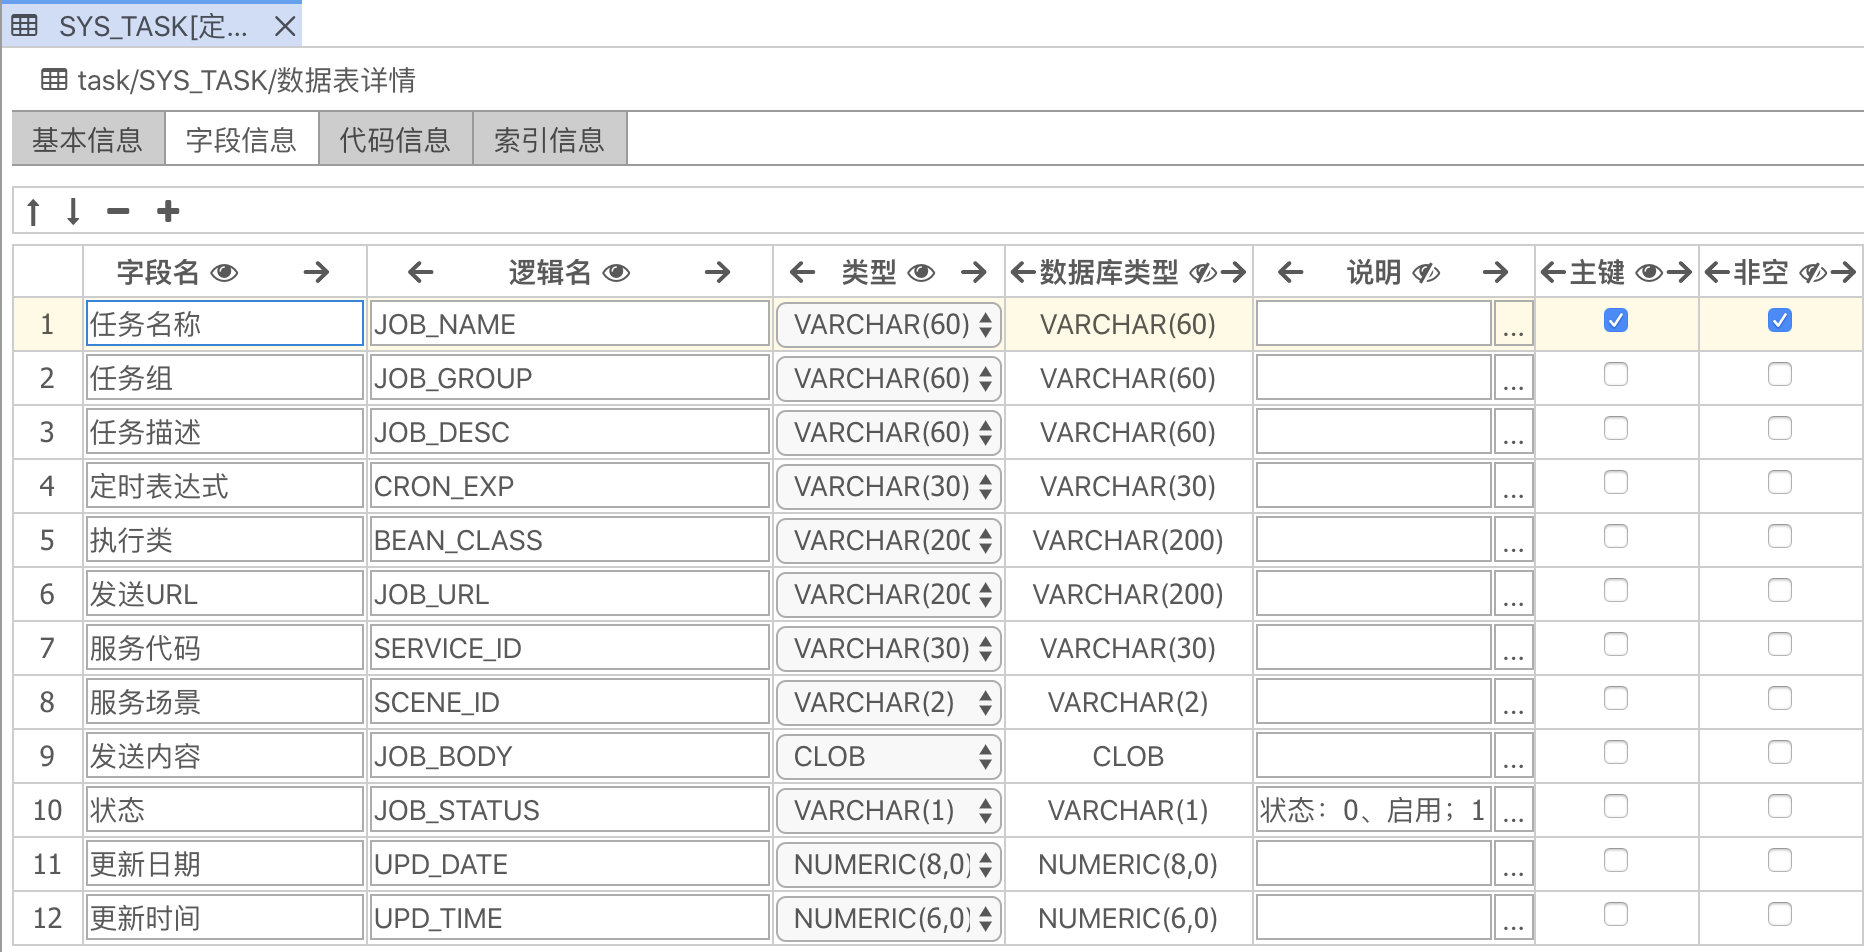 SYS_TASK[定...
task/SYS_TASK/数据表详情
基本信息 字段信息 代码信息 索引信息
字段名 逻辑名 类型 数据库类型 说明 主键 非空
1 任务名称 JOB_NAME VARCHAR(60) VARCHAR(60) ...
2 任务组 JOB_GROUP VARCHAR(60) VARCHAR(60) ...
3 任务描述 JOB_DESC VARCHAR(60) VARCHAR(60) ...
4 定时表达式 CRON_EXP VARCHAR(30) VARCHAR(30) ...
5 执行类 BEAN_CLASS VARCHAR(200 VARCHAR(200) ...
6 发送URL JOB_URL VARCHAR(200 VARCHAR(200) ...
7 服务代码 SERVICE_ID VARCHAR(30) VARCHAR(30) ...
8 服务场景 SCENE_ID VARCHAR(2) VARCHAR(2) ...
9 发送内容 JOB_BODY CLOB CLOB ...
10 状态 JOB_STATUS VARCHAR(1) VARCHAR(1) 状态：0、启用；1 ...
11 更新日期 UPD_DATE NUMERIC(8,0) NUMERIC(8,0) ...
12 更新时间 UPD_TIME NUMERIC(6,0) NUMERIC(6,0) ...